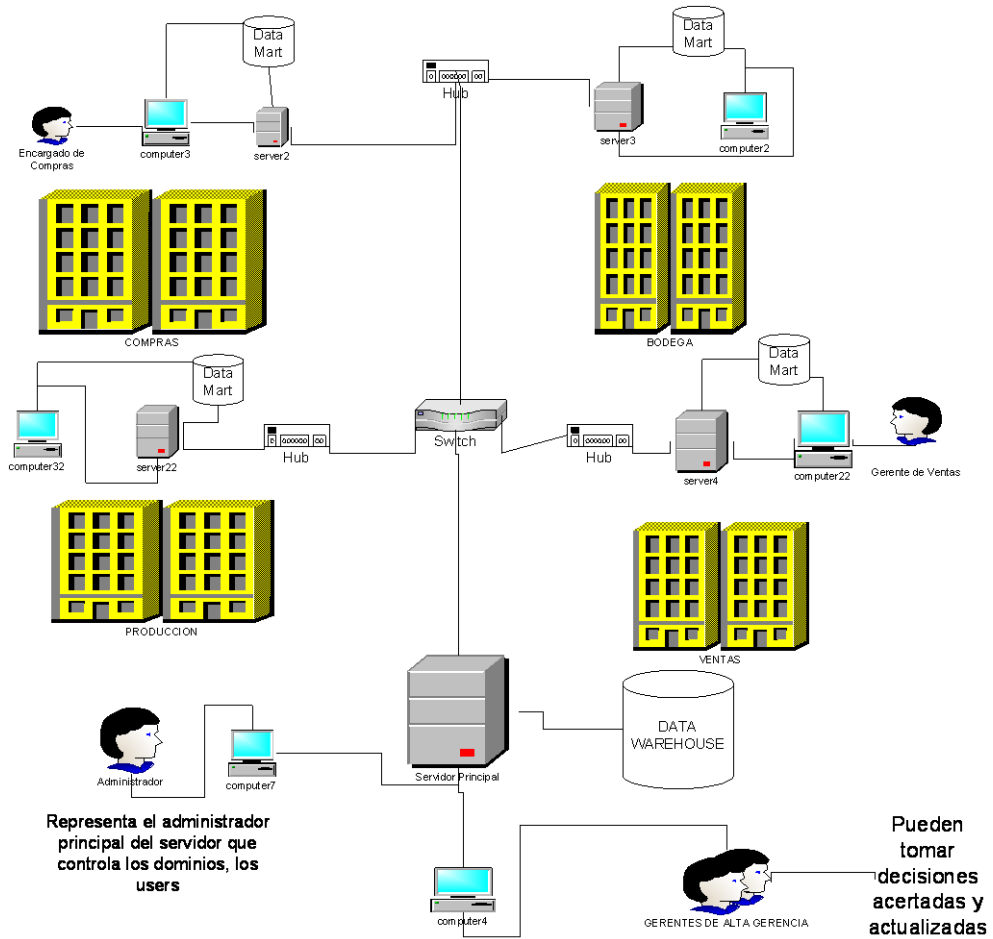 Data
Mart
Hub
Encargado de
Compras
computer3
server2
Data
Mart
server3
computer2
COMPRAS
BODEGA
Data
Mart
computer32
server22
Hub
Switch
Hub
Data
Mart
server4
computer22
Gerente de Ventas
PRODUCCION
VENTAS
Administrador
computer7
Servidor Principal
DATA
WAREHOUSE
Representa el administrador
principal del servidor que
controla los dominios, los
users
computer4
GERENTES DE ALTA GERENCIA
Pueden
tomar
decisiones
acertadas y
actualizadas